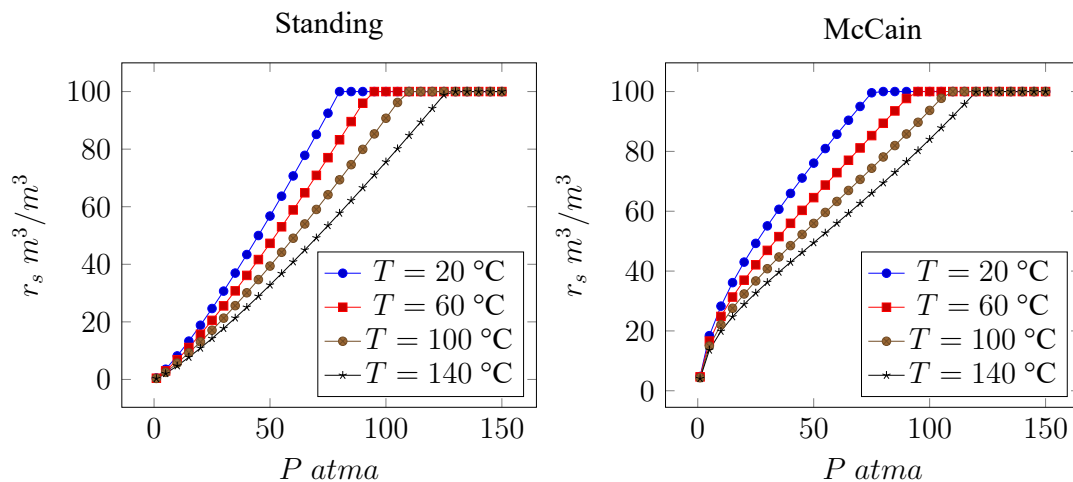 Standing
100
80
60
40
20
0
r_s m^3/m^3
T = 20 °C
T = 60 °C
T = 100 °C
T = 140 °C
0 50 100 150
P atma
McCain
100
80
60
40
20
0
r_s m^3/m^3
T = 20 °C
T = 60 °C
T = 100 °C
T = 140 °C
0 50 100 150
P atma